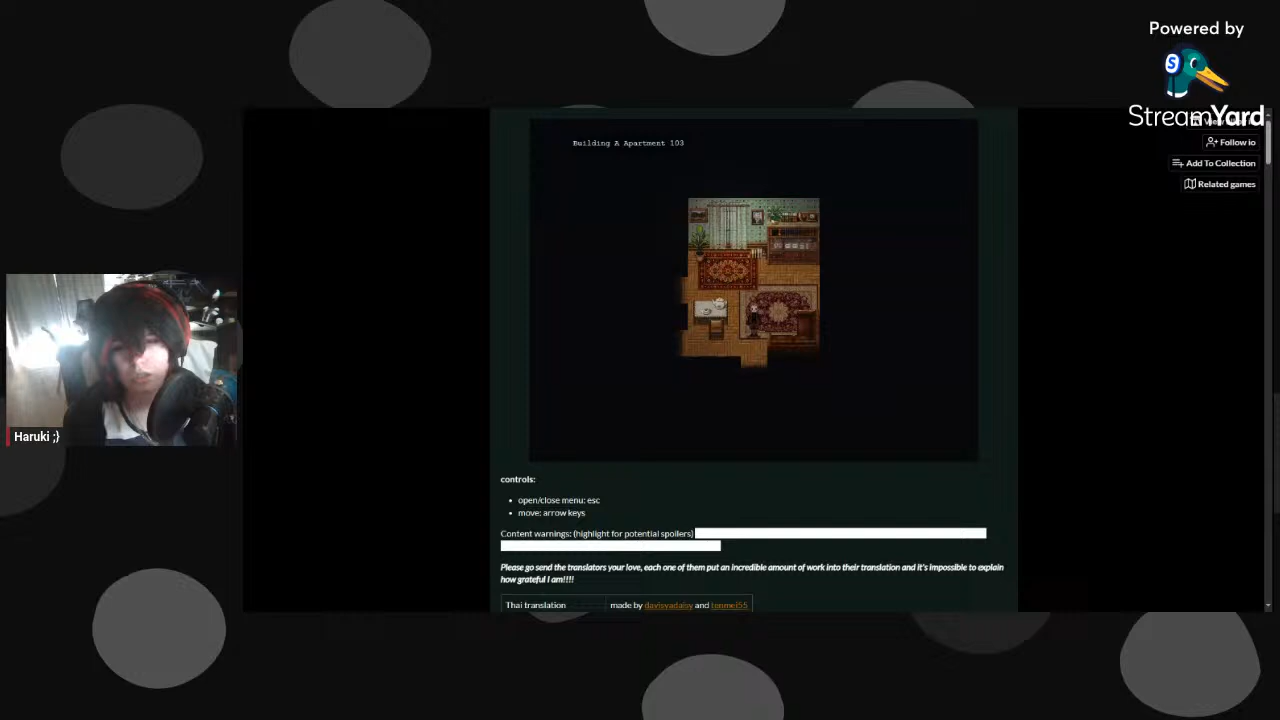 Powered by
StreamYard
Follow io
Add To Collection
Related games
Building A Apartment 103
Haruki ;}
controls:
open/close menu: esc
move: arrow keys
Content warnings: (highlight for potential spoilers)
Please go send the translators your love, each one of them put an incredible amount of work into their translation and it's impossible to explain
how grateful I am!!!!
Thai translation made by davisyadaisy and tonmei55